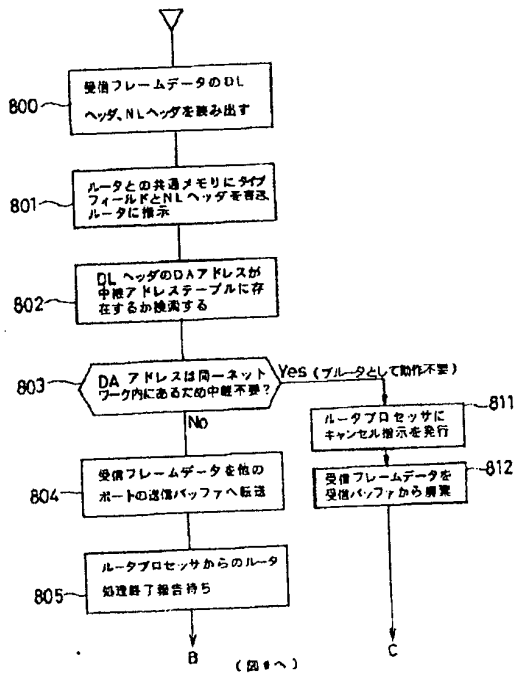 800
受信フレームデータのDL
ヘッダ、NLヘッダを読み出す
801
ルータとの共通メモリにタイプ
フィールドとNLヘッダを書込、
ルータに指示
802
DLヘッダのDAアドレスが
中継アドレステーブルに存
在するか検索する
803
DAアドレスは同一ネット
ワーク内にあるため中継不要?
Yes (ブルータとして動作不要)
No
811
ルータプロセッサに
キャンセル指示を発行
804
受信フレームデータを他の
ポートの送信バッファへ転送
812
受信フレームデータを
受信バッファから廃棄
805
ルータプロセッサからのルータ
処理終了報告待ち
B
(図9へ)
C